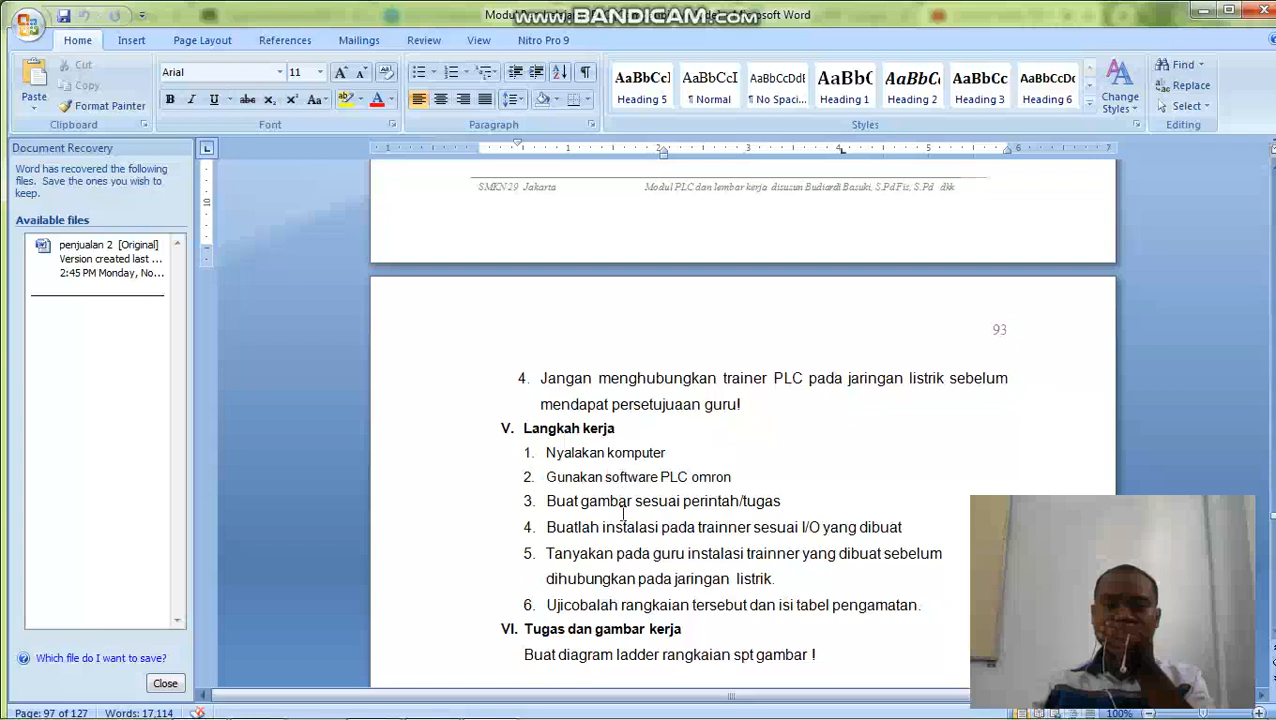 www.BANDICAM.com
Microsoft Word
Home Insert Page Layout References Mailings Review View Nitro Pro 9
Paste
Cut
Copy
Format Painter
Clipboard
Arial 11
Font
Paragraph
AaBbCcI AaBbCcI AaBbCcDdE AaBbC AaBbC AaBbCc AaBbCcDc
Heading 5 ¶ Normal ¶ No Spaci... Heading 1 Heading 2 Heading 3 Heading 6
Change
Styles
Styles
Find
Replace
Select
Editing
Document Recovery
Word has recovered the following
files. Save the ones you wish to
keep.
Available files
penjualan 2 [Original]
Version created last ...
2:45 PM Monday, No...
Which file do I want to save?
Close
SMKN 29 Jakarta Modul PLC dan lembar kerja disusun Budiardi Basuki, S.Pd Fis, S.Pd dkk
93
4. Jangan menghubungkan trainer PLC pada jaringan listrik sebelum
mendapat persetujuaan guru!
V. Langkah kerja
1. Nyalakan komputer
2. Gunakan software PLC omron
3. Buat gambar sesuai perintah/tugas
4. Buatlah instalasi pada trainner sesuai I/O yang dibuat
5. Tanyakan pada guru instalasi trainner yang dibuat sebelum
dihubungkan pada jaringan listrik.
6. Ujicobalah rangkaian tersebut dan isi tabel pengamatan.
VI. Tugas dan gambar kerja
Buat diagram ladder rangkaian spt gambar !
Page: 97 of 127 Words: 17,114
100%